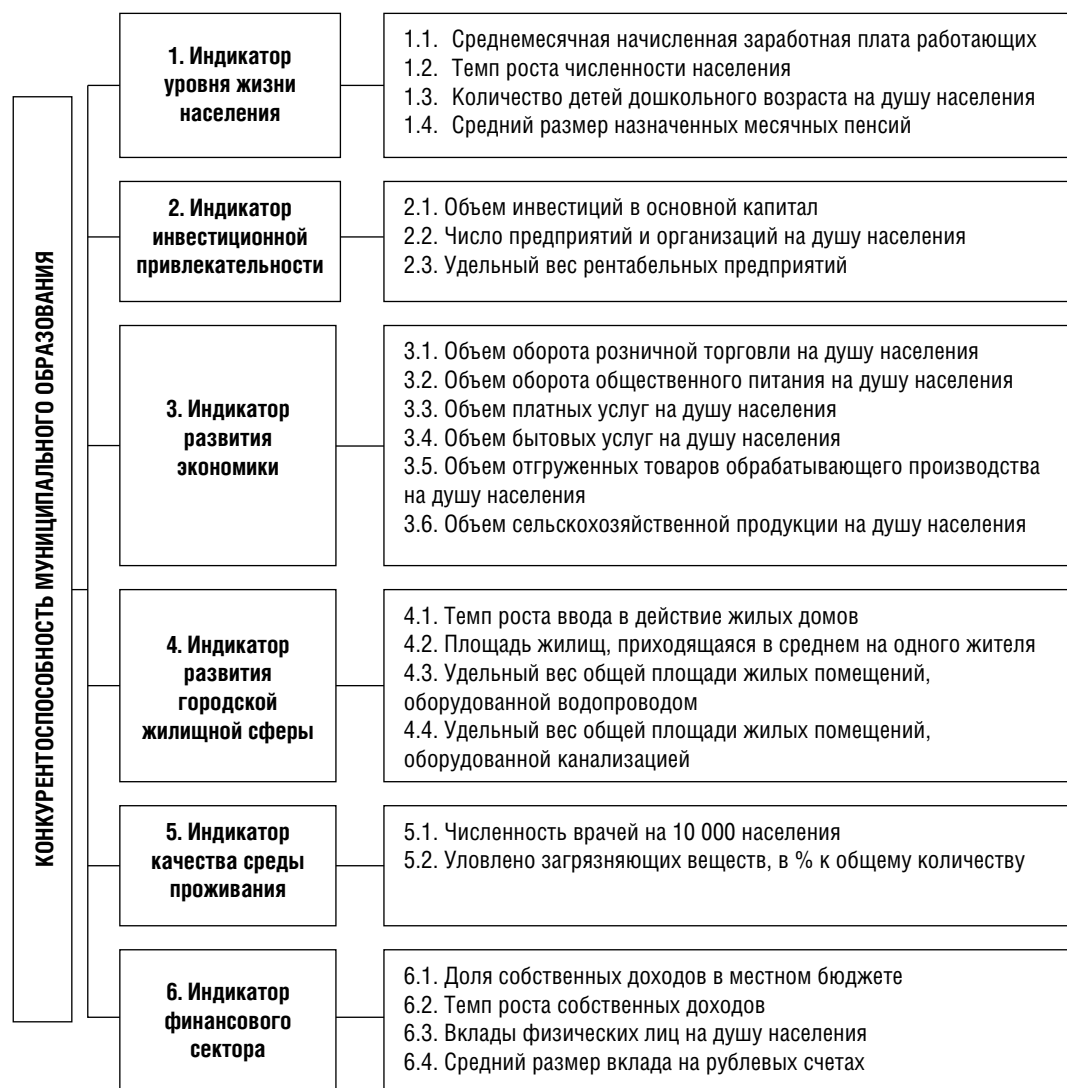 КОНКУРЕНТОСПОСОБНОСТЬ МУНИЦИПАЛЬНОГО ОБРАЗОВАНИЯ
1. Индикатор
уровня жизни
населения
1.1. Среднемесячная начисленная заработная плата работающих
1.2. Темп роста численности населения
1.3. Количество детей дошкольного возраста на душу населения
1.4. Средний размер назначенных месячных пенсий
2. Индикатор
инвестиционной
привлекательности
2.1. Объем инвестиций в основной капитал
2.2. Число предприятий и организаций на душу населения
2.3. Удельный вес рентабельных предприятий
3. Индикатор
развития
экономики
3.1. Объем оборота розничной торговли на душу населения
3.2. Объем оборота общественного питания на душу населения
3.3. Объем платных услуг на душу населения
3.4. Объем бытовых услуг на душу населения
3.5. Объем отгруженных товаров обрабатывающего производства
на душу населения
3.6. Объем сельскохозяйственной продукции на душу населения
4. Индикатор
развития
городской
жилищной сферы
4.1. Темп роста ввода в действие жилых домов
4.2. Площадь жилищ, приходящаяся в среднем на одного жителя
4.3. Удельный вес общей площади жилых помещений,
оборудованной водопроводом
4.4. Удельный вес общей площади жилых помещений,
оборудованной канализацией
5. Индикатор
качества среды
проживания
5.1. Численность врачей на 10 000 населения
5.2. Уловлено загрязняющих веществ, в % к общему количеству
6. Индикатор
финансового
сектора
6.1. Доля собственных доходов в местном бюджете
6.2. Темп роста собственных доходов
6.3. Вклады физических лиц на душу населения
6.4. Средний размер вклада на рублевых счетах